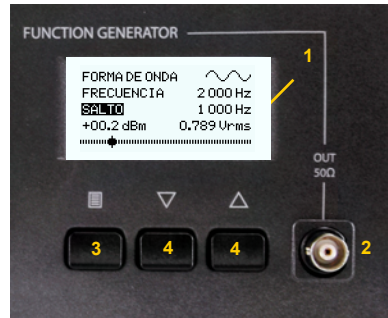 FUNCTION GENERATOR
1
FORMA DE ONDA
FRECUENCIA 2 000 Hz
SALTO 1 000 Hz
+00.2 dBm 0.789 Vrms
OUT
50Ω
3 4 4 2